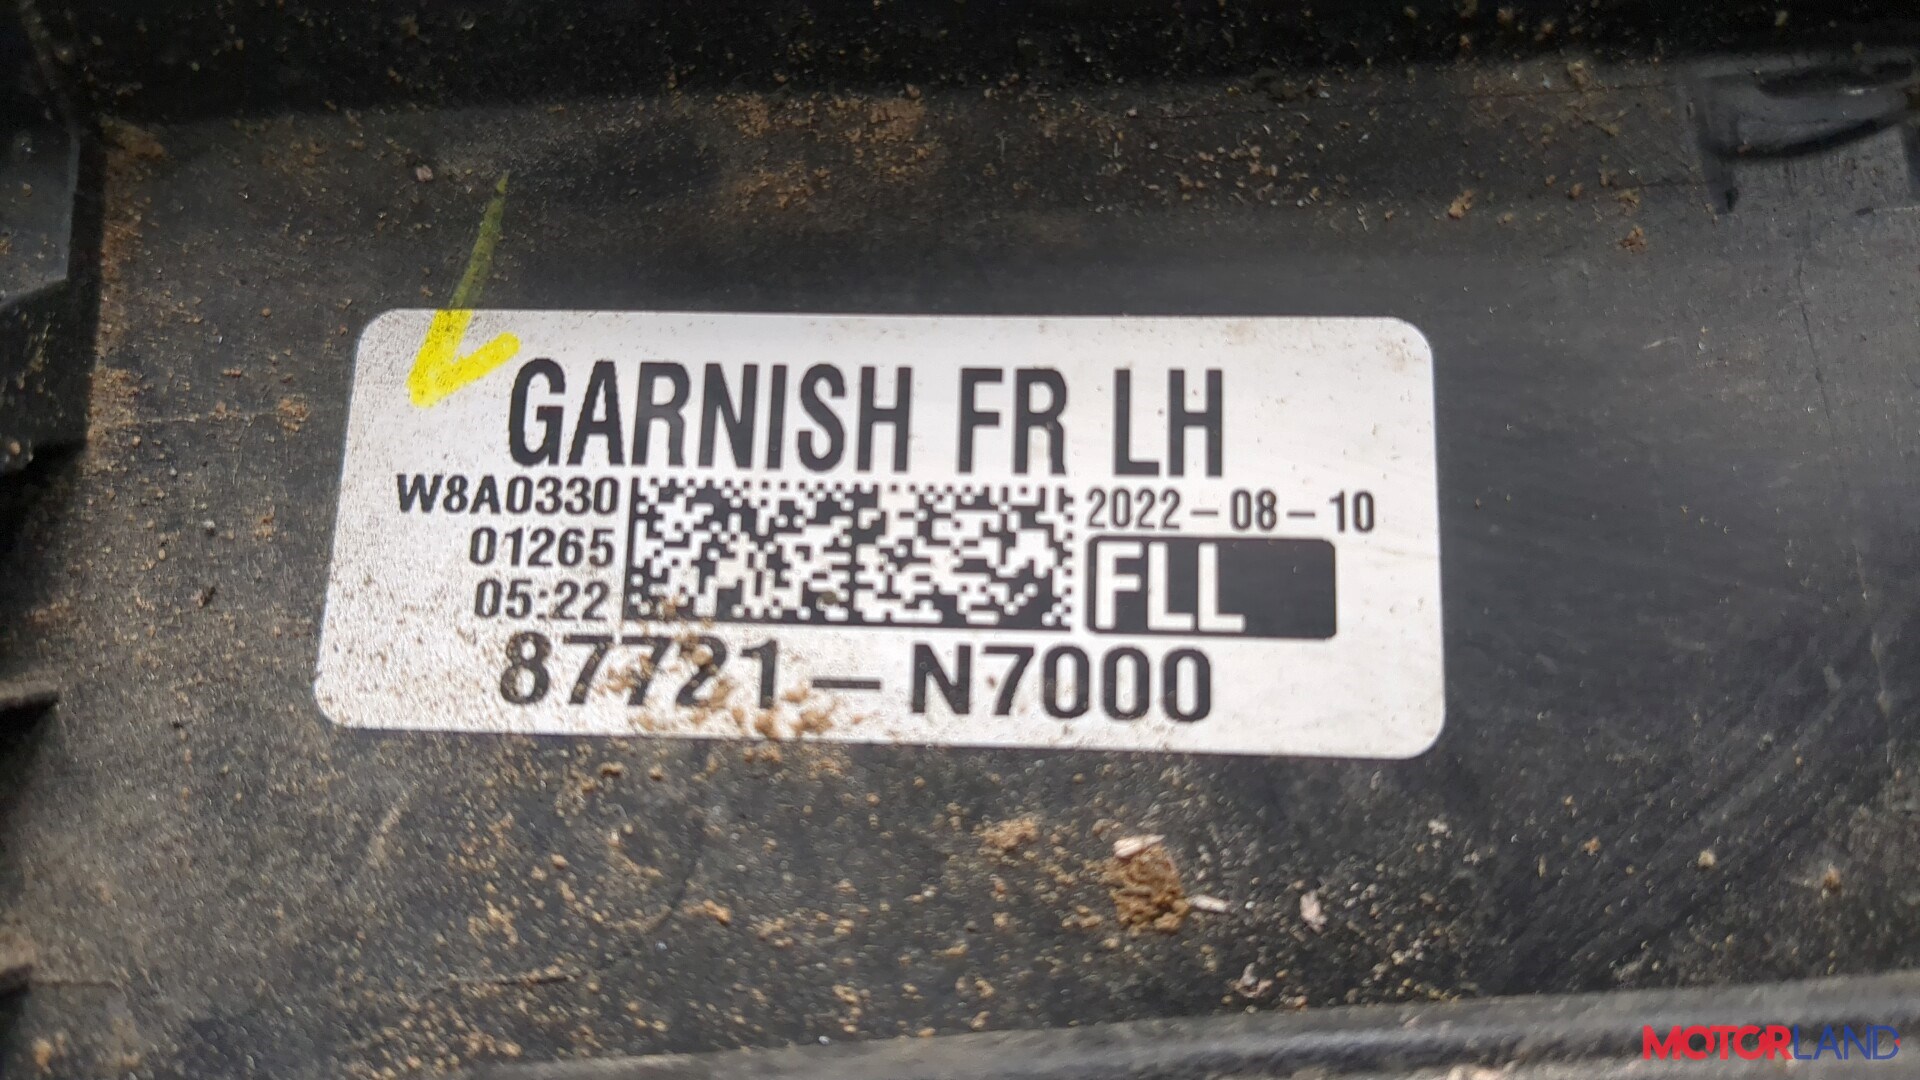 GARNISH FR LH
W8A0330
01265
05:22
2022-08-10
FLL
87721-N7000
MOTORLAND